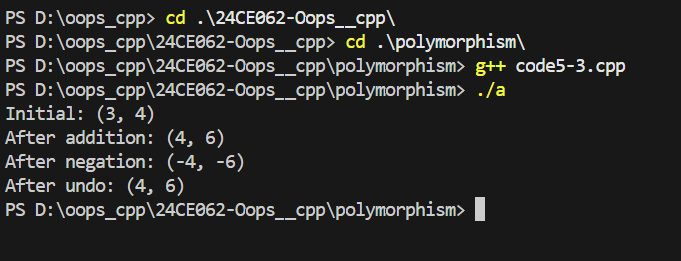 PS D:\oops_cpp> cd .\24CE062-Oops__cpp\
PS D:\oops_cpp\24CE062-Oops__cpp> cd .\polymorphism\
PS D:\oops_cpp\24CE062-Oops__cpp\polymorphism> g++ code5-3.cpp
PS D:\oops_cpp\24CE062-Oops__cpp\polymorphism> ./a
Initial: (3, 4)
After addition: (4, 6)
After negation: (-4, -6)
After undo: (4, 6)
PS D:\oops_cpp\24CE062-Oops__cpp\polymorphism>